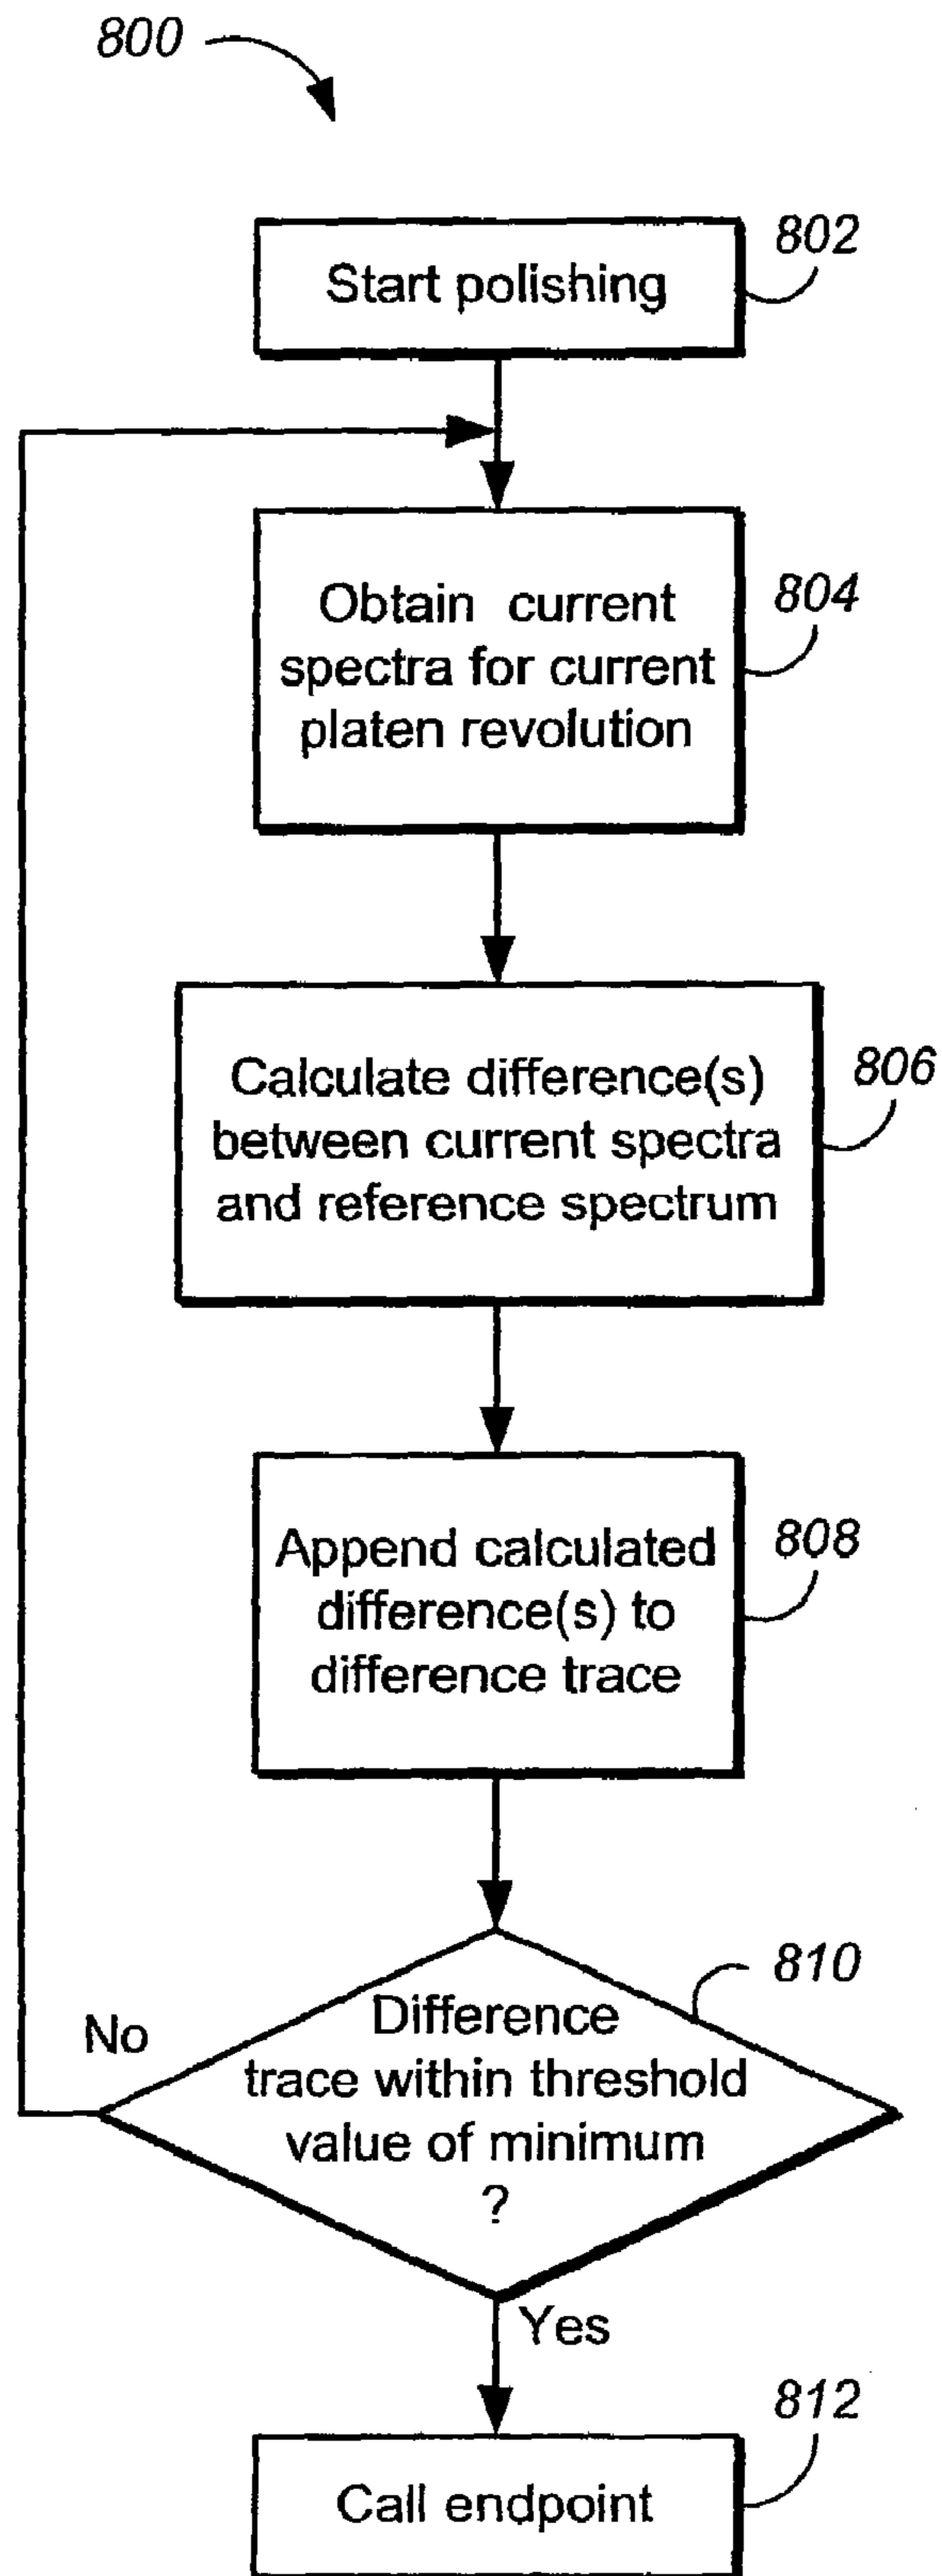 800
802
Start polishing
804
Obtain current
spectra for current
platen revolution
806
Calculate difference(s)
between current spectra
and reference spectrum
808
Append calculated
difference(s) to
difference trace
810
No
Difference
trace within threshold
value of minimum
?
Yes
812
Call endpoint